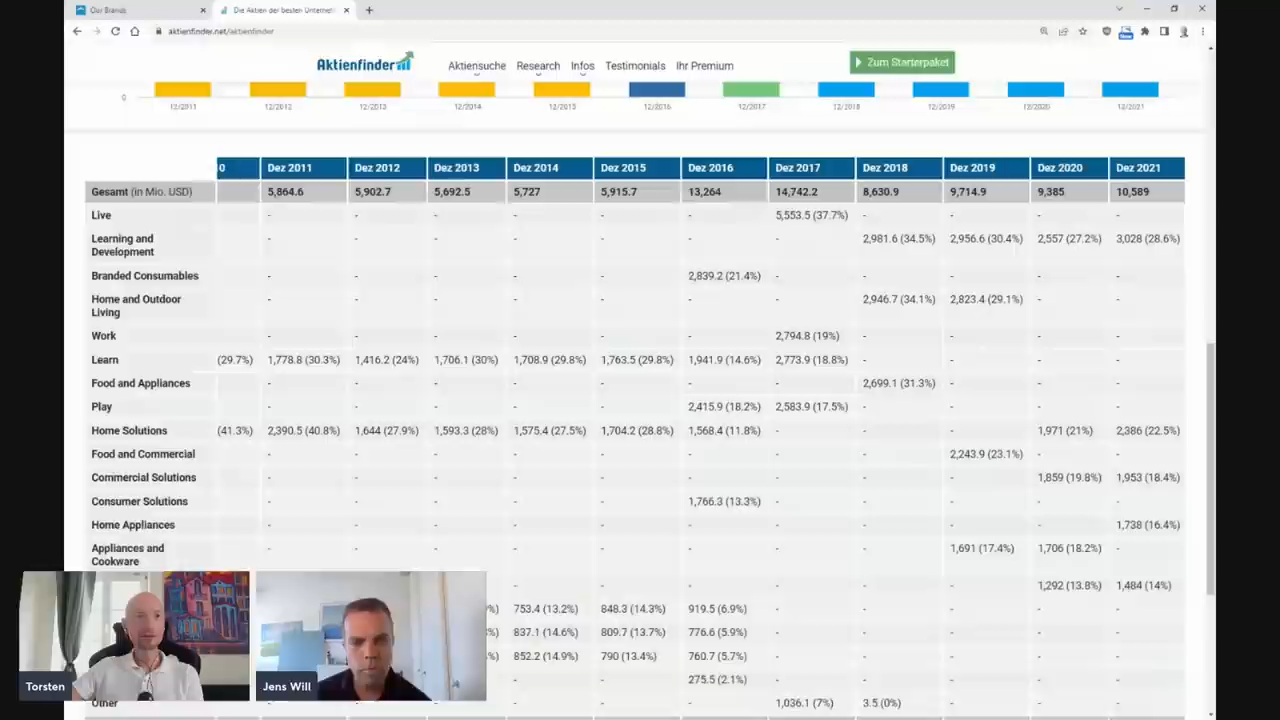 Our Brands
Die Aktien der besten Unterneh
aktienfinder.net/aktienfinder
New
Aktienfinder
Aktiensuche Research Infos Testimonials Ihr Premium
Zum Starterpaket
0
12/2011 12/2012 12/2013 12/2014 12/2015 12/2016 12/2017 12/2018 12/2019 12/2020 12/2021
0 Dez 2011 Dez 2012 Dez 2013 Dez 2014 Dez 2015 Dez 2016 Dez 2017 Dez 2018 Dez 2019 Dez 2020 Dez 2021
Gesamt (in Mio. USD) 5,864.6 5,902.7 5,692.5 5,727 5,915.7 13,264 14,742.2 8,630.9 9,714.9 9,385 10,589
Live - - - - - - 5,553.5 (37.7%) - - - -
Learning and
Development - - - - - - - 2,981.6 (34.5%) 2,956.6 (30.4%) 2,557 (27.2%) 3,028 (28.6%)
Branded Consumables - - - - - 2,839.2 (21.4%) - - - - -
Home and Outdoor
Living - - - - - - - 2,946.7 (34.1%) 2,823.4 (29.1%) - -
Work - - - - - - 2,794.8 (19%) - - - -
Learn (29.7%) 1,778.8 (30.3%) 1,416.2 (24%) 1,706.1 (30%) 1,708.9 (29.8%) 1,763.5 (29.8%) 1,941.9 (14.6%) 2,773.9 (18.8%) - - - -
Food and Appliances - - - - - - - 2,699.1 (31.3%) - - -
Play - - - - - 2,415.9 (18.2%) 2,583.9 (17.5%) - - - -
Home Solutions (41.3%) 2,390.5 (40.8%) 1,644 (27.9%) 1,593.3 (28%) 1,575.4 (27.5%) 1,704.2 (28.8%) 1,568.4 (11.8%) - - - 1,971 (21%) 2,386 (22.5%)
Food and Commercial - - - - - - - - 2,243.9 (23.1%) - -
Commercial Solutions - - - - - - - - - 1,859 (19.8%) 1,953 (18.4%)
Consumer Solutions - - - - - 1,766.3 (13.3%) - - - - -
Home Appliances - - - - - - - - - - 1,738 (16.4%)
Appliances and
Cookware - - - - - - - - 1,691 (17.4%) 1,706 (18.2%) -
- - - - - - 1,292 (13.8%) 1,484 (14%)
%) 753.4 (13.2%) 848.3 (14.3%) 919.5 (6.9%) - - - - -
%) 837.1 (14.6%) 809.7 (13.7%) 776.6 (5.9%) - - - - -
%) 852.2 (14.9%) 790 (13.4%) 760.7 (5.7%) - - - - -
- - 275.5 (2.1%) - - - - -
Other - - - 1,036.1 (7%) 3.5 (0%) - - -
Torsten
Jens Will